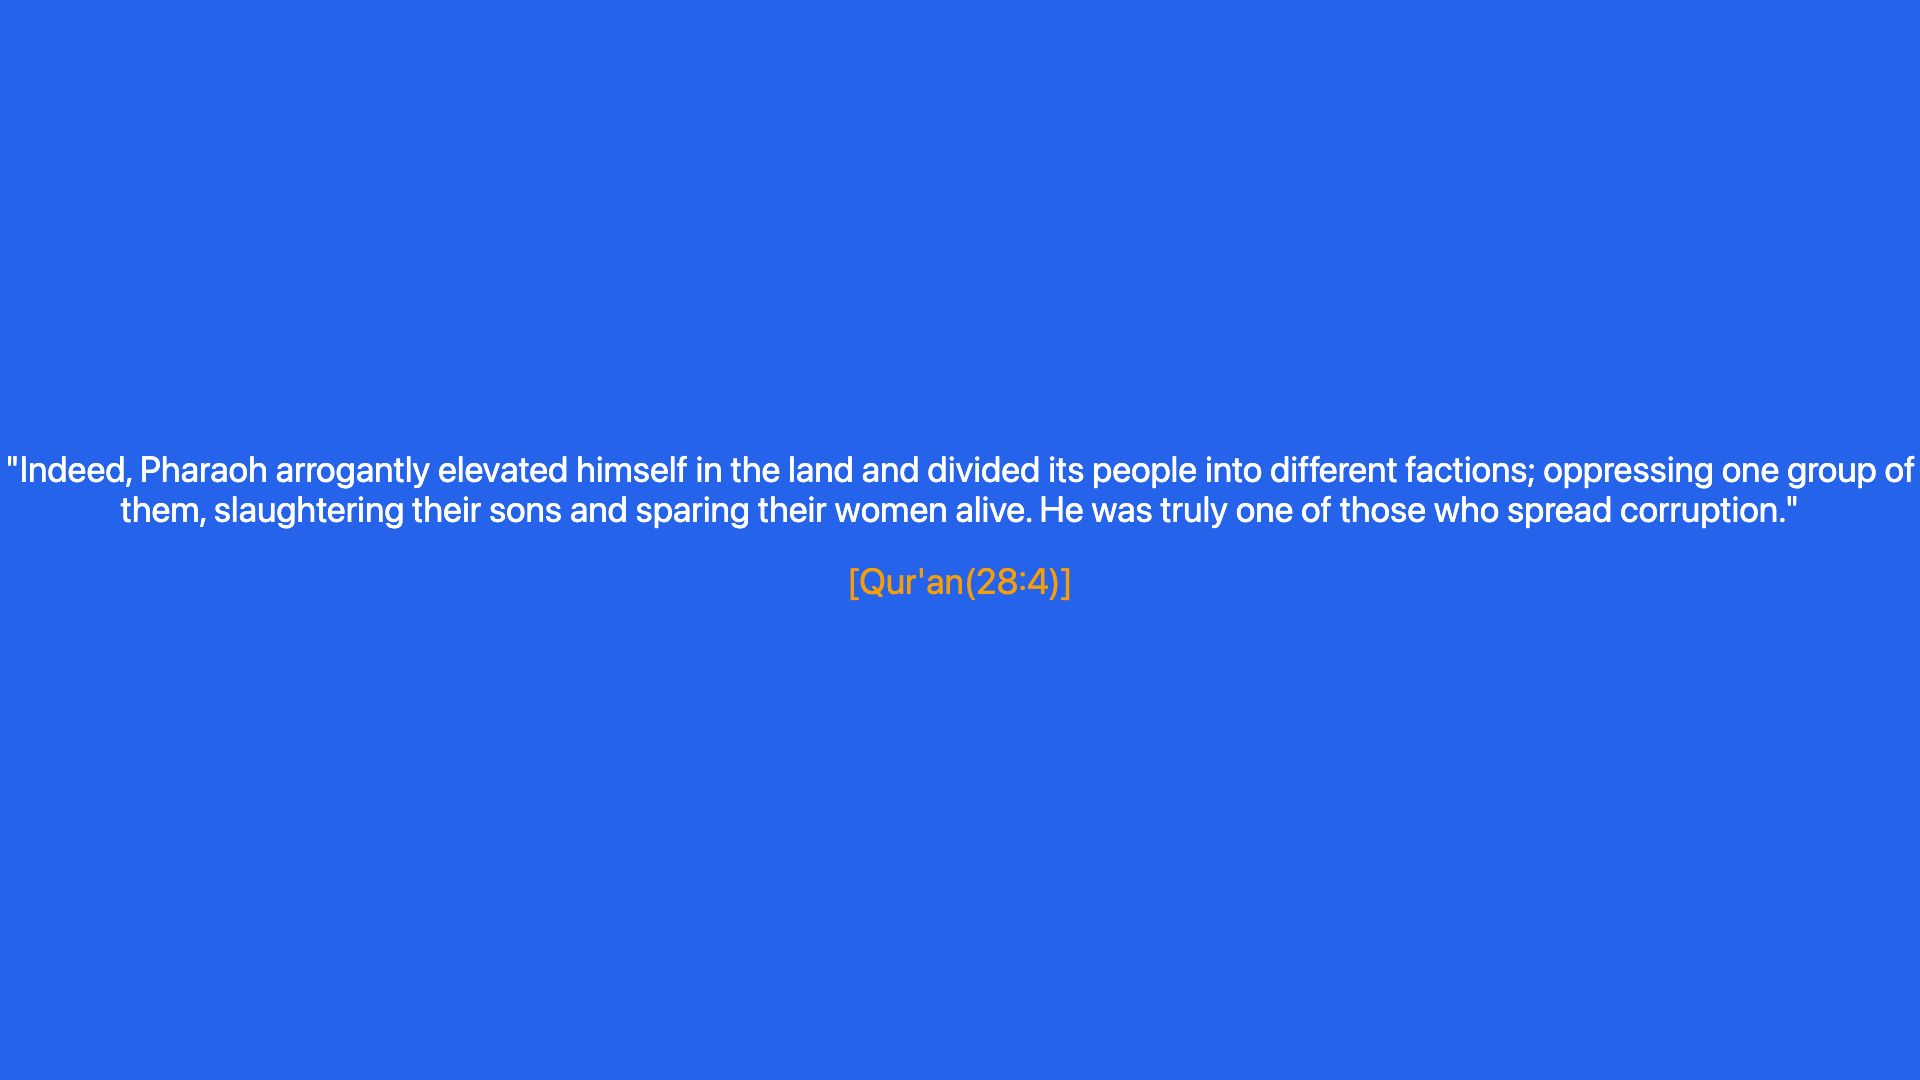 "Indeed, Pharaoh arrogantly elevated himself in the land and divided its people into different factions; oppressing one group of
them, slaughtering their sons and sparing their women alive. He was truly one of those who spread corruption."
[Qur'an(28:4)]